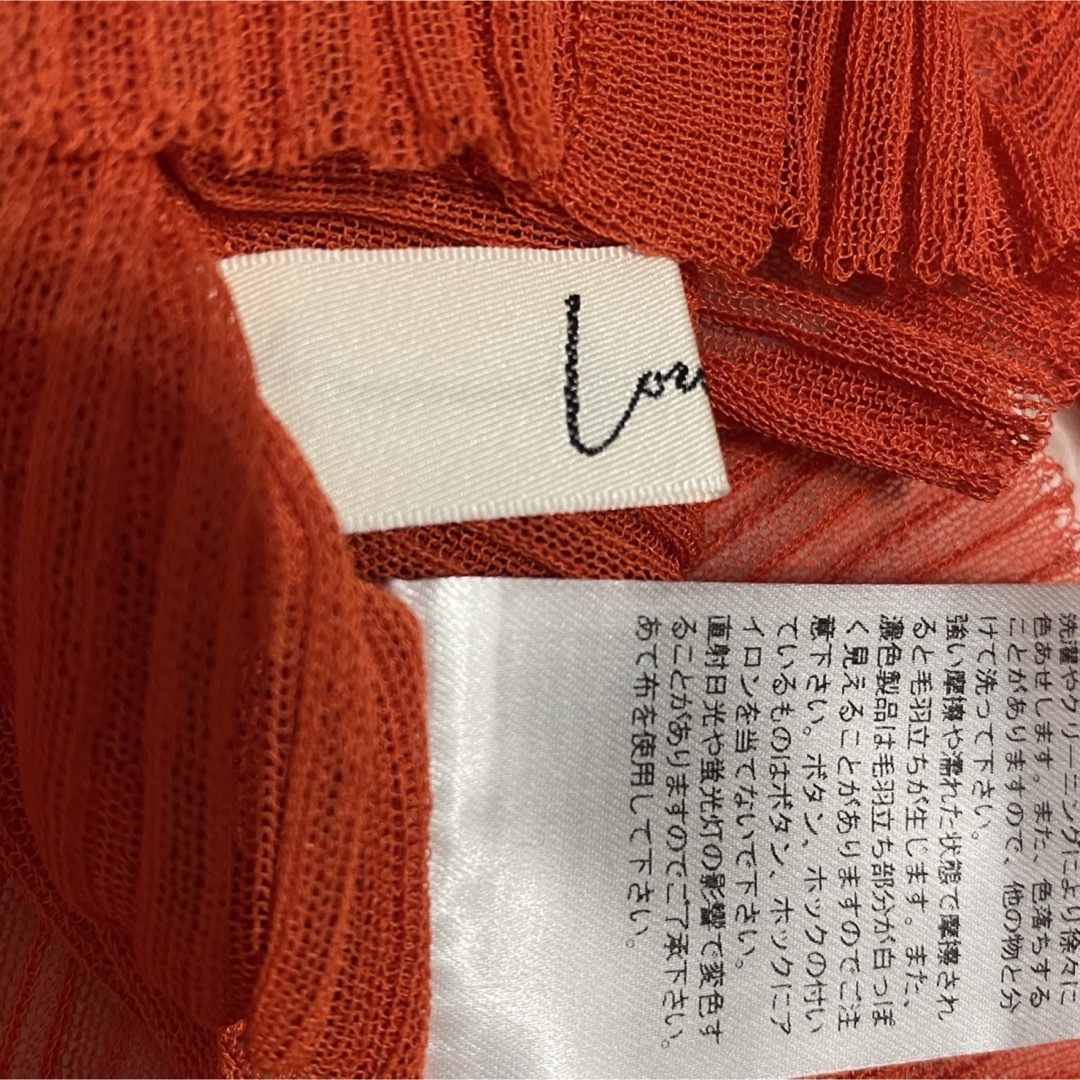 Lou
洗濯やクリーニングにより徐々に
色あせします。また、色落ちする
ことがありますので、他の物と分
けて洗って下さい。
強い摩擦や濡れた状態で摩擦され
ると毛羽立ちが生じます。また、
濃色製品は毛羽立ち部分が白っぽ
く見えることがありますのでご注
意下さい。ボタン、ホックの付い
ているものはボタン、ホックにア
イロンを当てないで下さい。
直射日光や蛍光灯の影響で変色す
ることがありますのでご了承下さい。
あて布を使用して下さい。